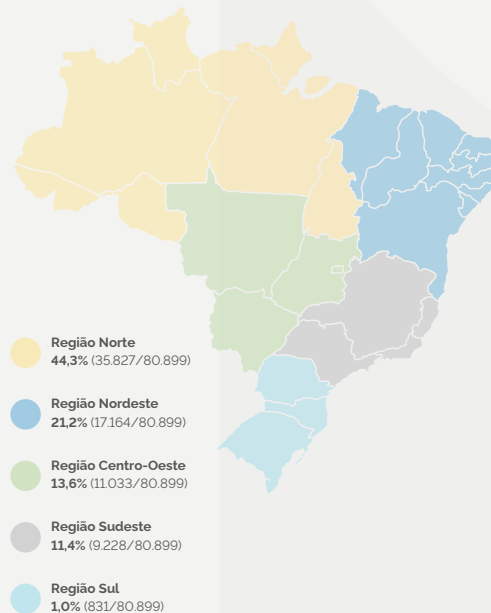 Região Norte
44,3% (35.827/80.899)
Região Nordeste
21,2% (17.164/80.899)
Região Centro-Oeste
13,6% (11.033/80.899)
Região Sudeste
11,4% (9.228/80.899)
Região Sul
1,0% (831/80.899)